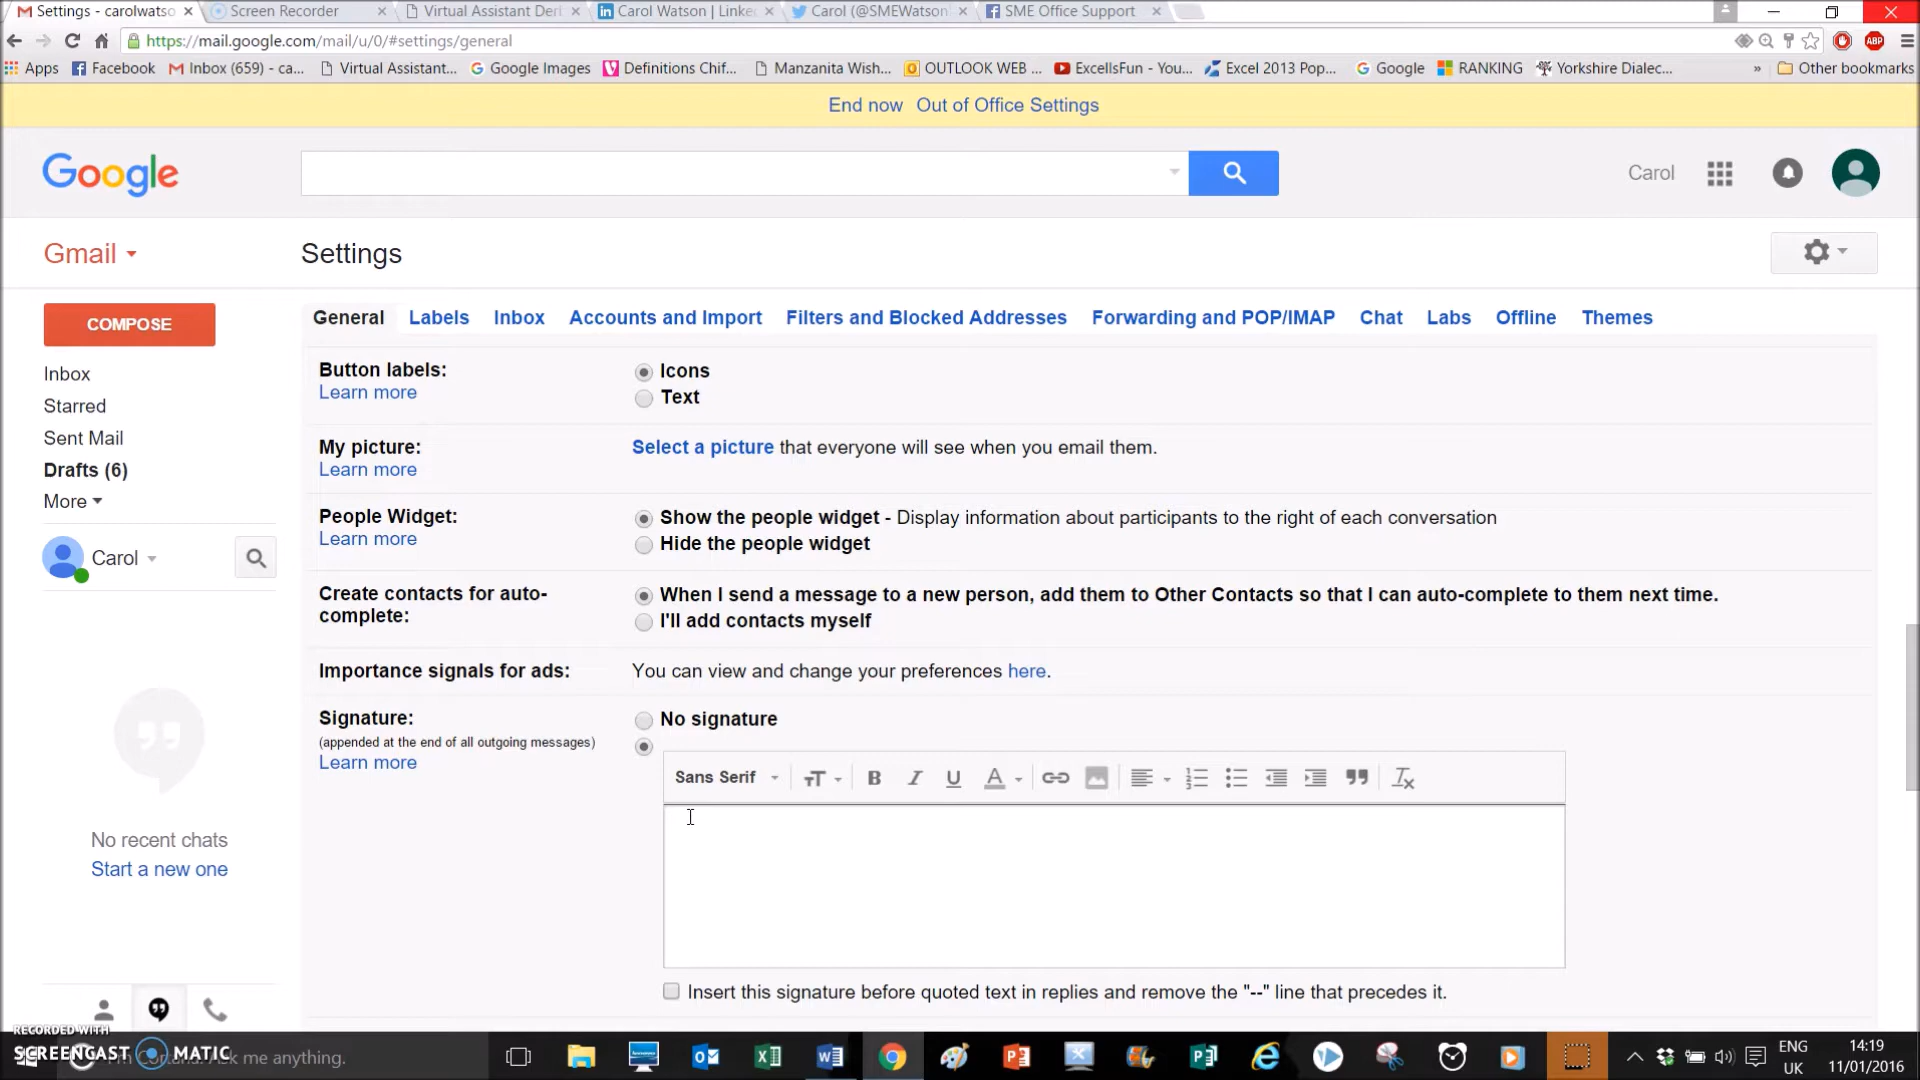 Settings - carolwatso
Screen Recorder
Virtual Assistant Der
Carol Watson | Linke
Carol (@SMEWatson
SME Office Support
https://mail.google.com/mail/u/0/#settings/general
Apps
Facebook
Inbox (659) - ca...
Virtual Assistant...
Google Images
Definitions Chif...
Manzanita Wish...
OUTLOOK WEB ...
ExcelIsFun - You...
Excel 2013 Pop...
Google
RANKING
Yorkshire Dialec...
»
Other bookmarks
End now Out of Office Settings
Google
Carol
Gmail
Settings
COMPOSE
General Labels Inbox Accounts and Import Filters and Blocked Addresses Forwarding and POP/IMAP Chat Labs Offline Themes
Inbox
Starred
Sent Mail
Drafts (6)
More
Carol
No recent chats
Start a new one
Button labels:
Learn more
Icons
Text
My picture:
Learn more
Select a picture that everyone will see when you email them.
People Widget:
Learn more
Show the people widget - Display information about participants to the right of each conversation
Hide the people widget
Create contacts for auto-
complete:
When I send a message to a new person, add them to Other Contacts so that I can auto-complete to them next time.
I'll add contacts myself
Importance signals for ads:
You can view and change your preferences here.
Signature:
(appended at the end of all outgoing messages)
Learn more
No signature
Sans Serif
Insert this signature before quoted text in replies and remove the "--" line that precedes it.
RECORDED WITH
SCREENCAST MATIC
me anything.
ENG
UK
14:19
11/01/2016